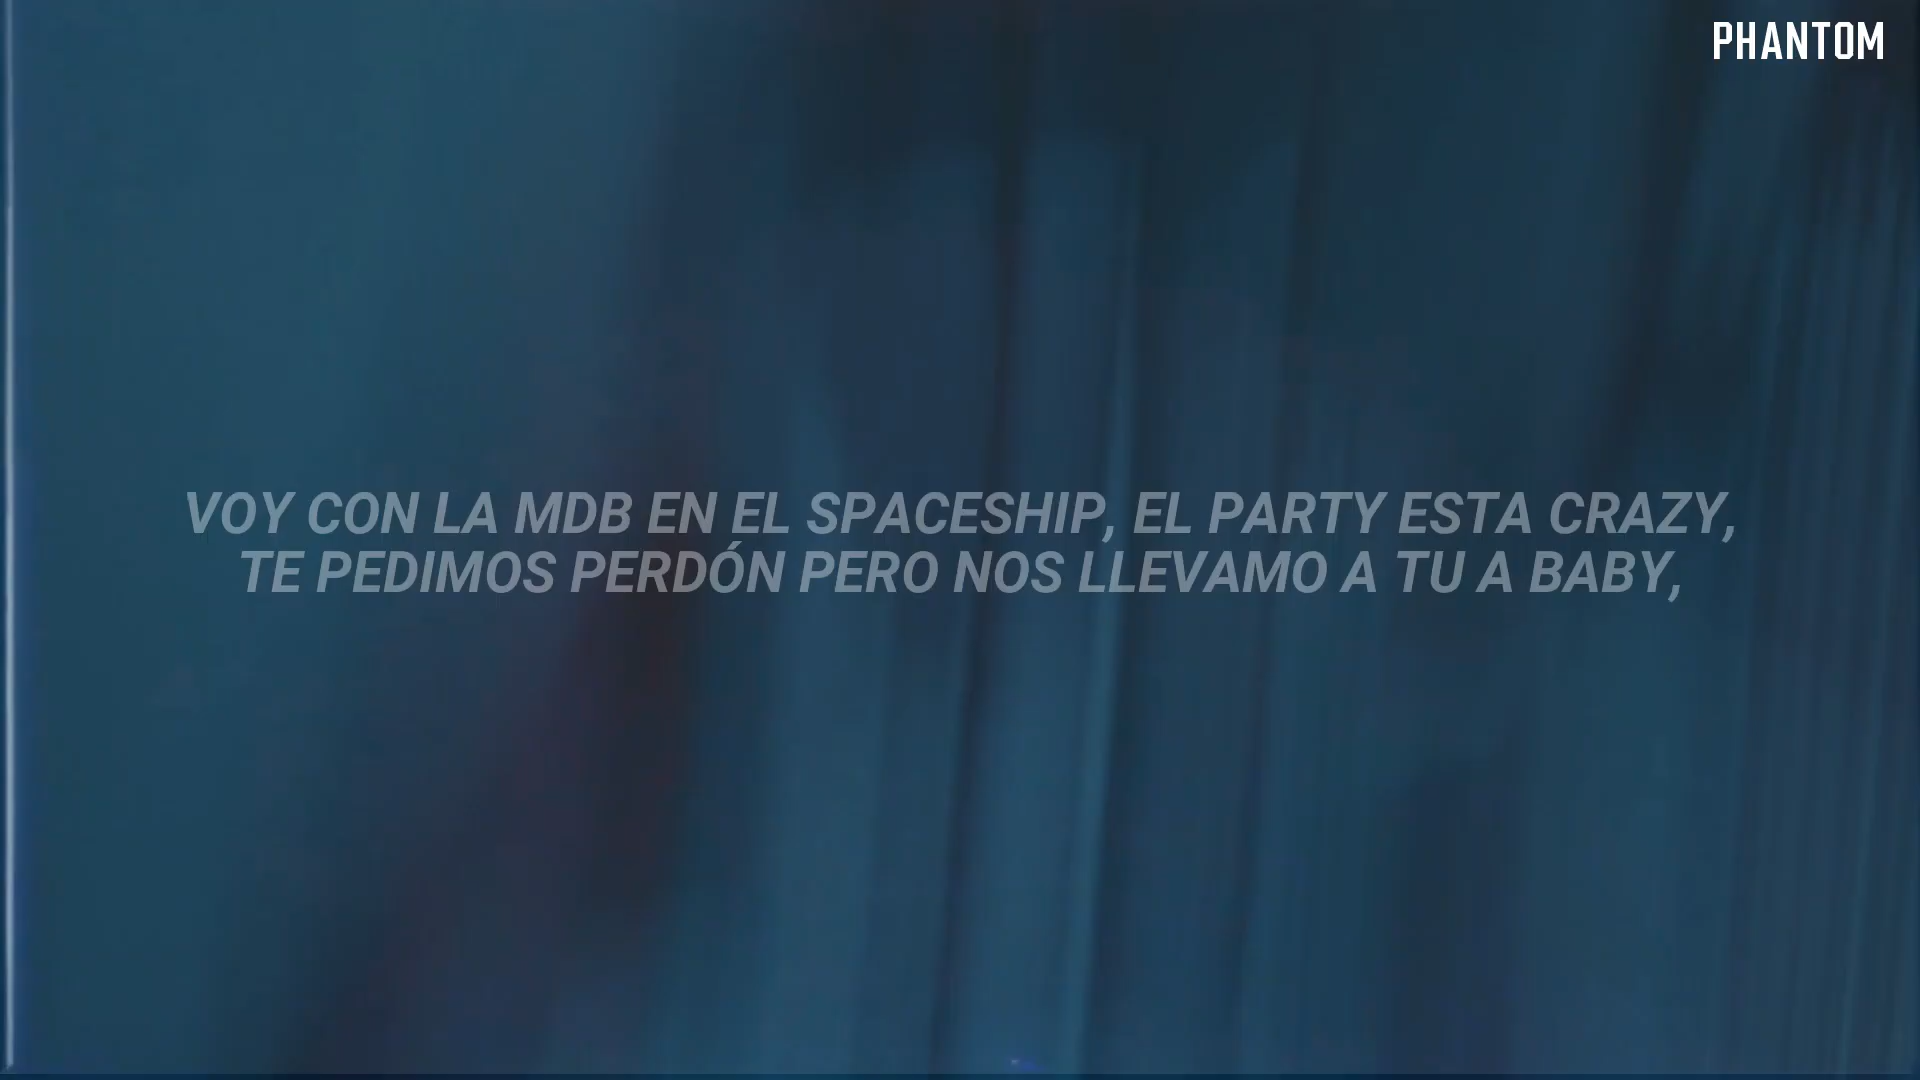 PHANTOM
VOY CON LA MDB EN EL SPACESHIP, EL PARTY ESTA CRAZY,
TE PEDIMOS PERDÓN PERO NOS LLEVAMO A TU A BABY,